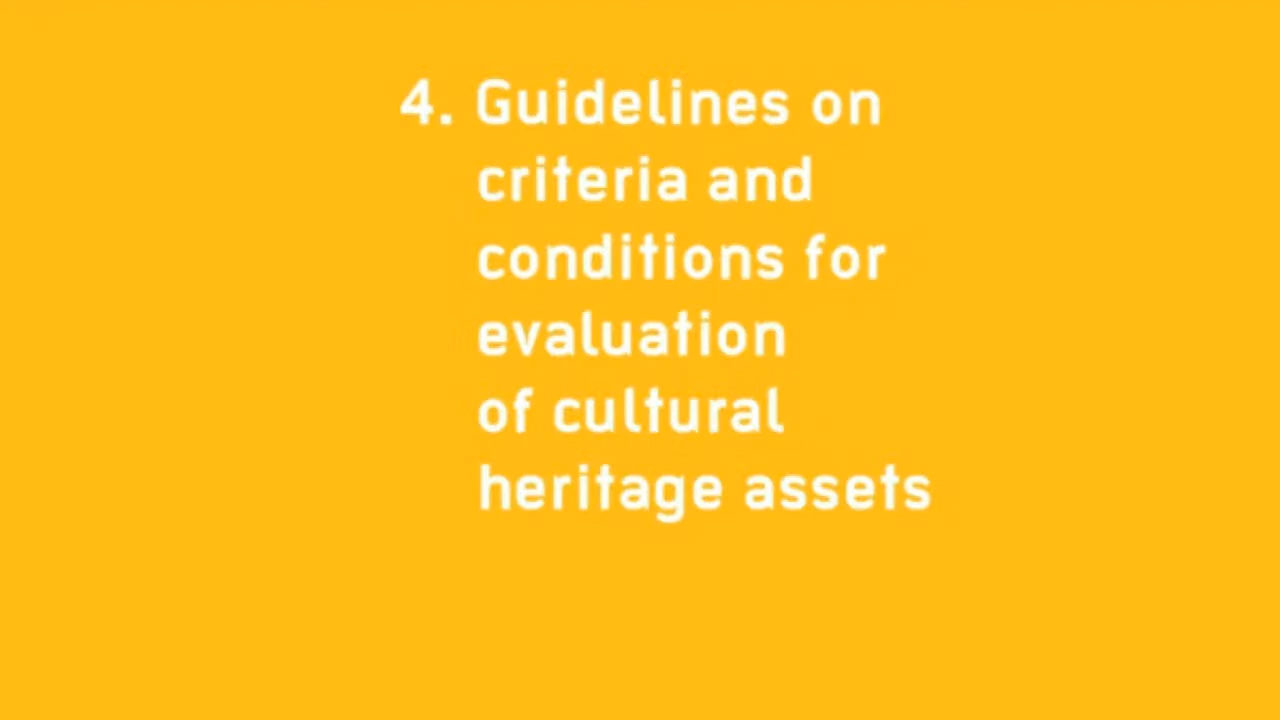 4. Guidelines on
criteria and
conditions for
evaluation
of cultural
heritage assets